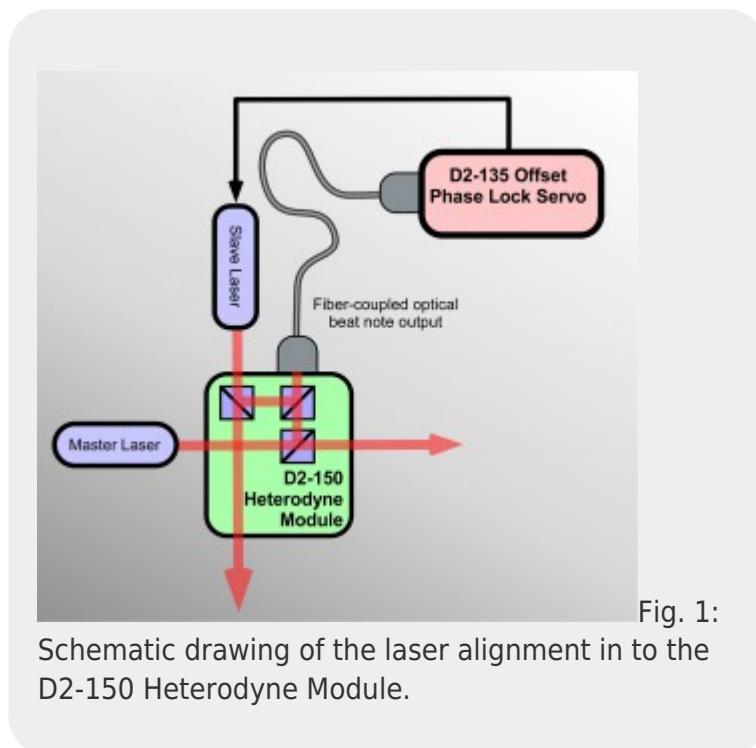 D2-135 Offset
Phase Lock Servo
Slave Laser
Fiber-coupled optical
beat note output
Master Laser
D2-150
Heterodyne
Module
Fig. 1:
Schematic drawing of the laser alignment in to the
D2-150 Heterodyne Module.